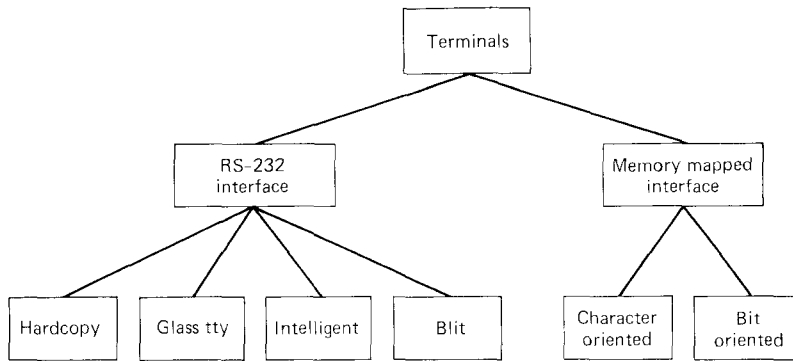 Terminals
RS-232
interface
Memory mapped
interface
Hardcopy
Glass tty
Intelligent
Blit
Character
oriented
Bit
oriented